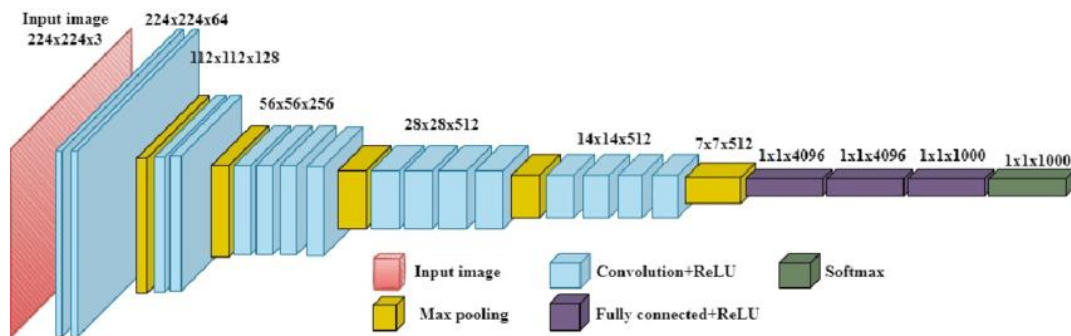 Input image
224x224x3
224x224x64
112x112x128
56x56x256
28x28x512
14x14x512
7x7x512
1x1x4096
1x1x4096
1x1x1000
1x1x1000
Input image
Convolution+ReLU
Softmax
Max pooling
Fully connected+ReLU